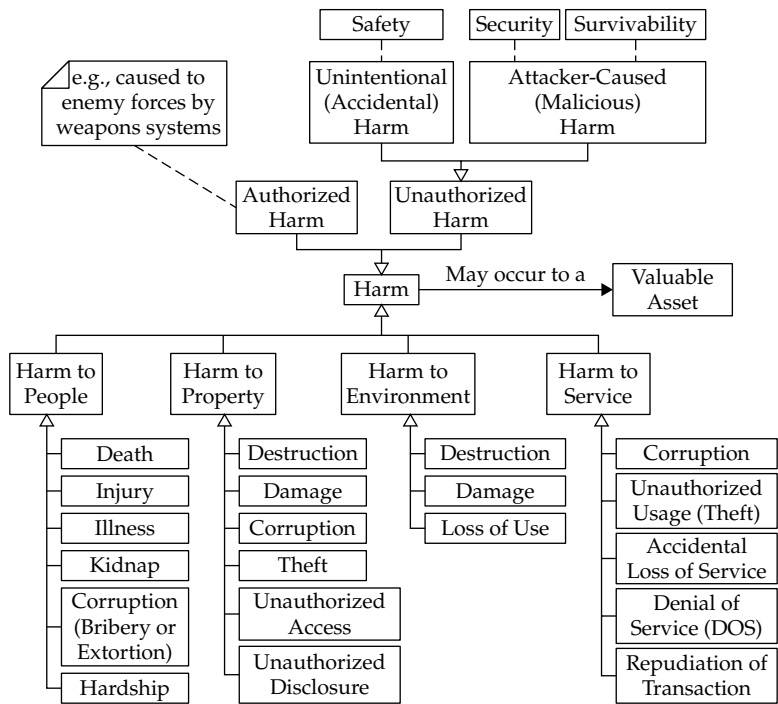 Safety
Security
Survivability
e.g., caused to
enemy forces by
weapons systems
Unintentional
(Accidental)
Harm
Attacker-Caused
(Malicious)
Harm
Authorized
Harm
Unauthorized
Harm
Harm
May occur to a
Valuable
Asset
Harm to
People
Harm to
Property
Harm to
Environment
Harm to
Service
Death
Injury
Illness
Kidnap
Corruption
(Bribery or
Extortion)
Hardship
Destruction
Damage
Corruption
Theft
Unauthorized
Access
Unauthorized
Disclosure
Destruction
Damage
Loss of Use
Corruption
Unauthorized
Usage (Theft)
Accidental
Loss of Service
Denial of
Service (DOS)
Repudiation of
Transaction